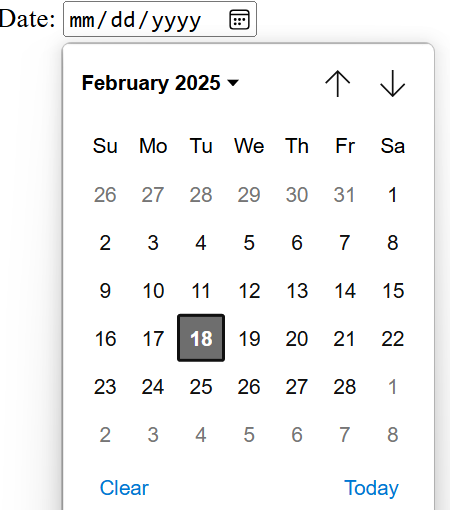 Date: mm/dd/yyyy
February 2025
Su Mo Tu We Th Fr Sa
26 27 28 29 30 31 1
2 3 4 5 6 7 8
9 10 11 12 13 14 15
16 17 18 19 20 21 22
23 24 25 26 27 28 1
2 3 4 5 6 7 8
Clear Today